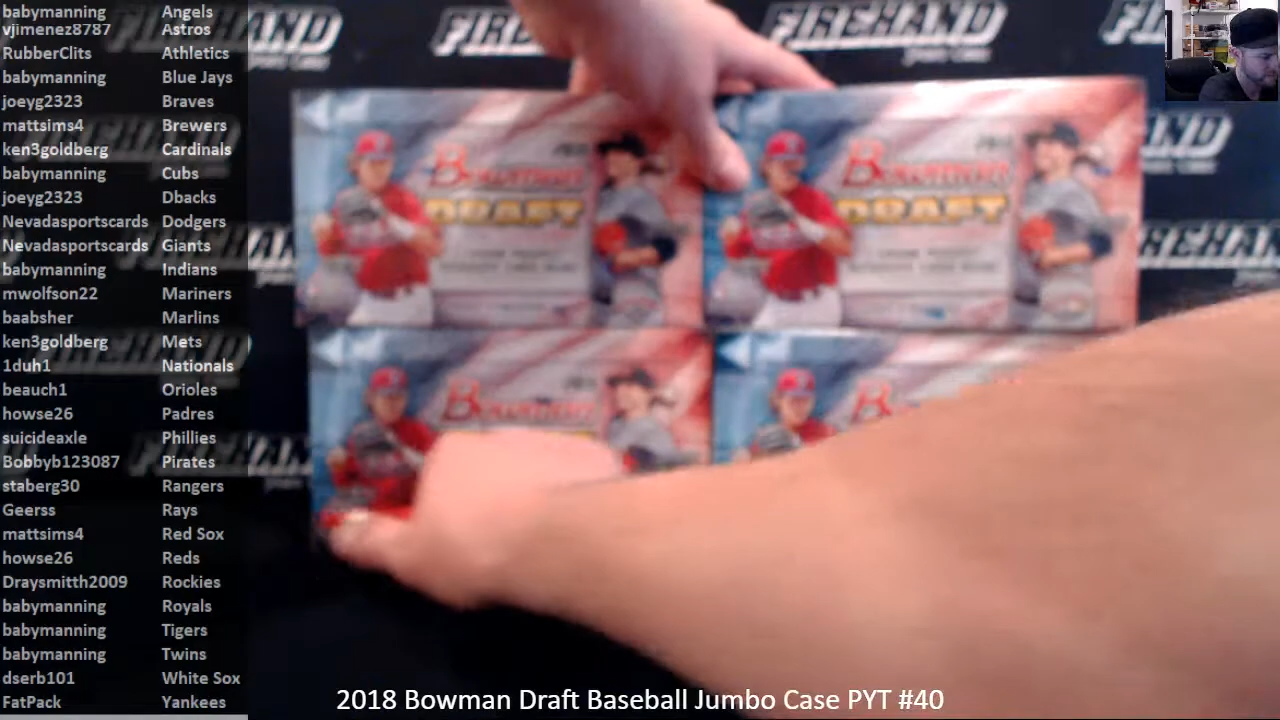 babymanning Angels
vjimenez8787 Astros
RubberClits Athletics
babymanning Blue Jays
joeyg2323 Braves
mattsims4 Brewers
ken3goldberg Cardinals
babymanning Cubs
joeyg2323 Dbacks
Nevadasportscards Dodgers
Nevadasportscards Giants
babymanning Indians
mwolfson22 Mariners
baabsher Marlins
ken3goldberg Mets
1duh1 Nationals
beauch1 Orioles
howse26 Padres
suicideaxle Phillies
Bobbyb123087 Pirates
staberg30 Rangers
Geerss Rays
mattsims4 Red Sox
howse26 Reds
Draysmitth2009 Rockies
babymanning Royals
babymanning Tigers
babymanning Twins
dserb101 White Sox
FatPack Yankees
FIREHAND
BOWMAN
DRAFT
BOWMAN
DRAFT
BOWMAN
2018 Bowman Draft Baseball Jumbo Case PYT #40